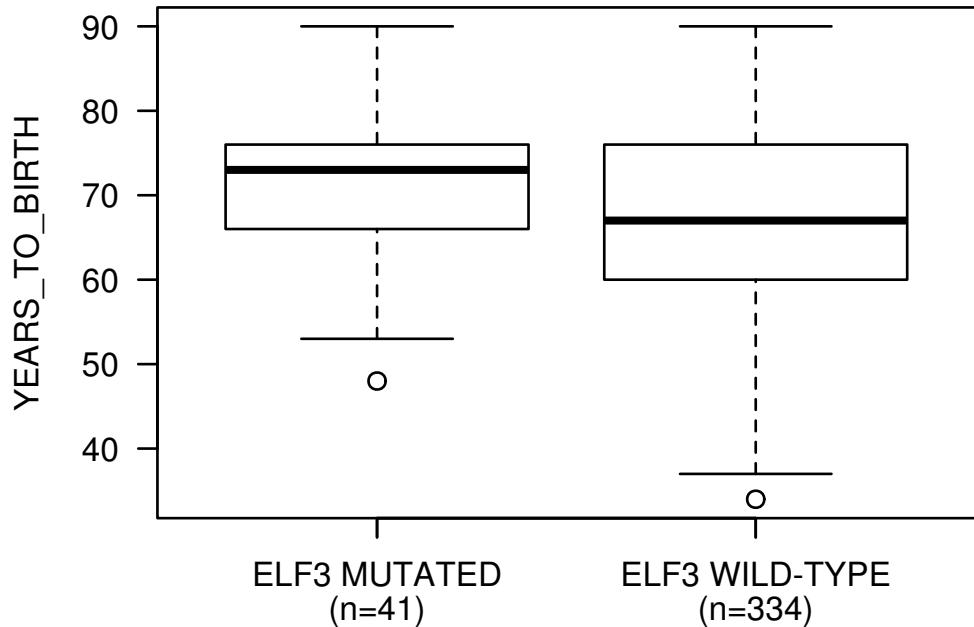 YEARS_TO_BIRTH
90
80
70
60
50
40
ELF3 MUTATED
(n=41)
ELF3 WILD-TYPE
(n=334)